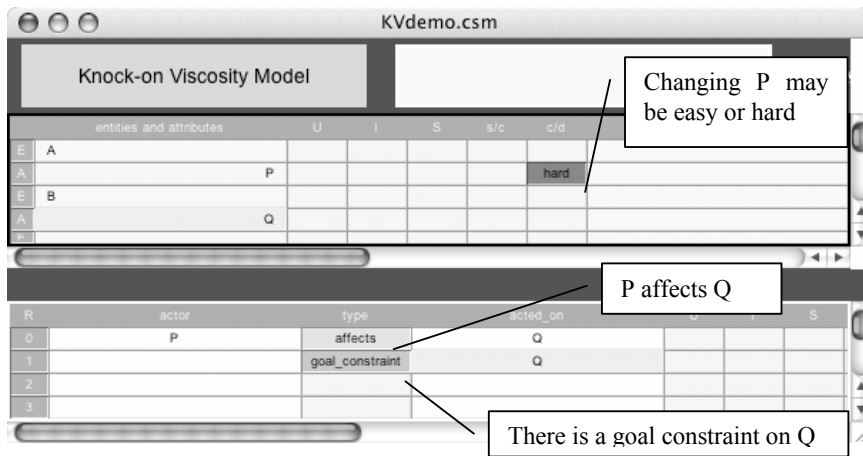 KVdemo.csm
Knock-on Viscosity Model
Changing P may
be easy or hard
entities and attributes U I S s/c c/d
E A
A P hard
E B
A Q
E
P affects Q
R actor type acted_on U I S
0 P affects Q
1 goal_constraint Q
2
3
There is a goal constraint on Q